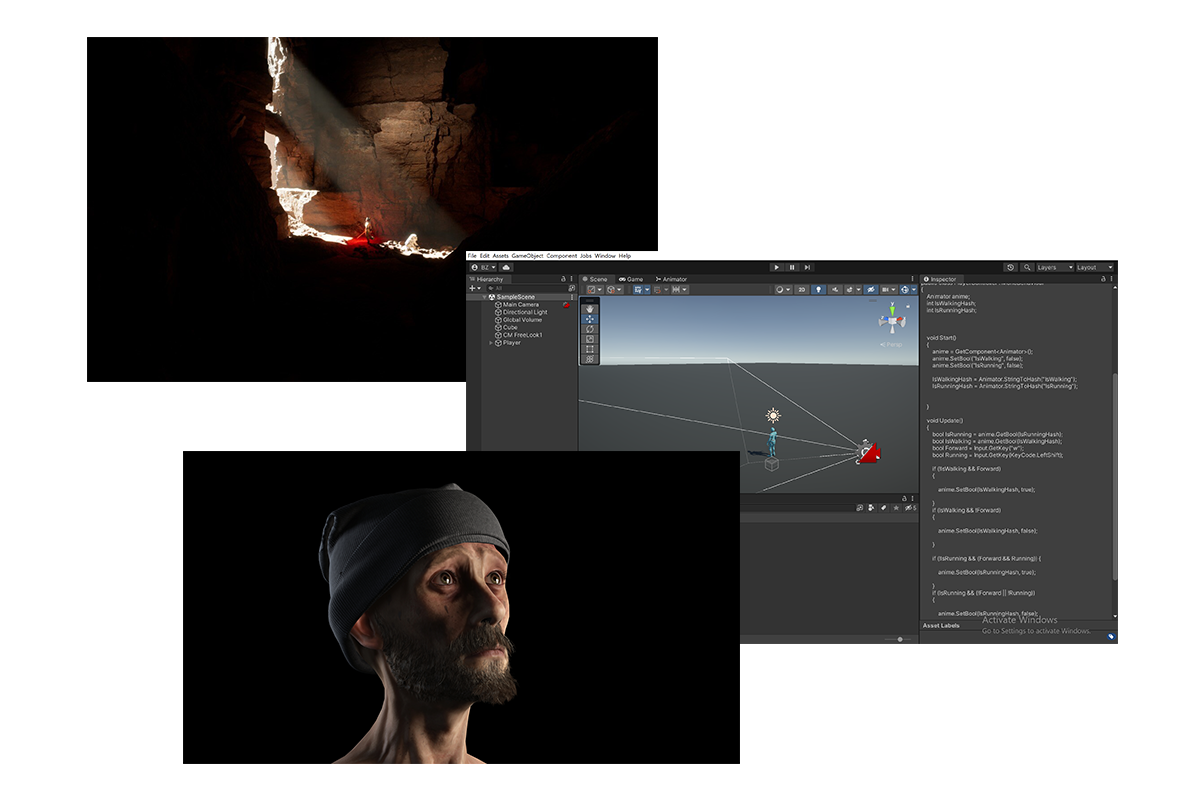 File Edit Assets GameObject Component Jobs Window Help
BZ
Layers
Layout
Hierarchy
Scene
Game
Animator
Inspector
All
2D
SampleScene
Main Camera
Directional Light
Global Volume
Cube
CM FreeLook1
Player
Persp
Animator anime;
int IsWalkingHash;
int IsRunningHash;
void Start()
{
anime = GetComponent<Animator>();
anime.SetBool("IsWalking", false);
anime.SetBool("IsRunning", false);
IsWalkingHash = Animator.StringToHash("IsWalking");
IsRunningHash = Animator.StringToHash("IsRunning");
}
void Update()
{
bool IsRunning = anime.GetBool(IsRunningHash);
bool IsWalking = anime.GetBool(IsWalkingHash);
bool Forward = Input.GetKey("w");
bool Running = Input.GetKey(KeyCode.LeftShift);
if (!IsWalking && Forward)
{
anime.SetBool(IsWalkingHash, true);
}
if (IsWalking && !Forward)
{
anime.SetBool(IsWalkingHash, false);
}
if (!IsRunning && (Forward && Running)) {
anime.SetBool(IsRunningHash, true);
}
if (IsRunning && (!Forward || !Running))
{
anime.SetBool(IsRunningHash, false);
Asset Labels
Activate Windows
Go to Settings to activate Windows.